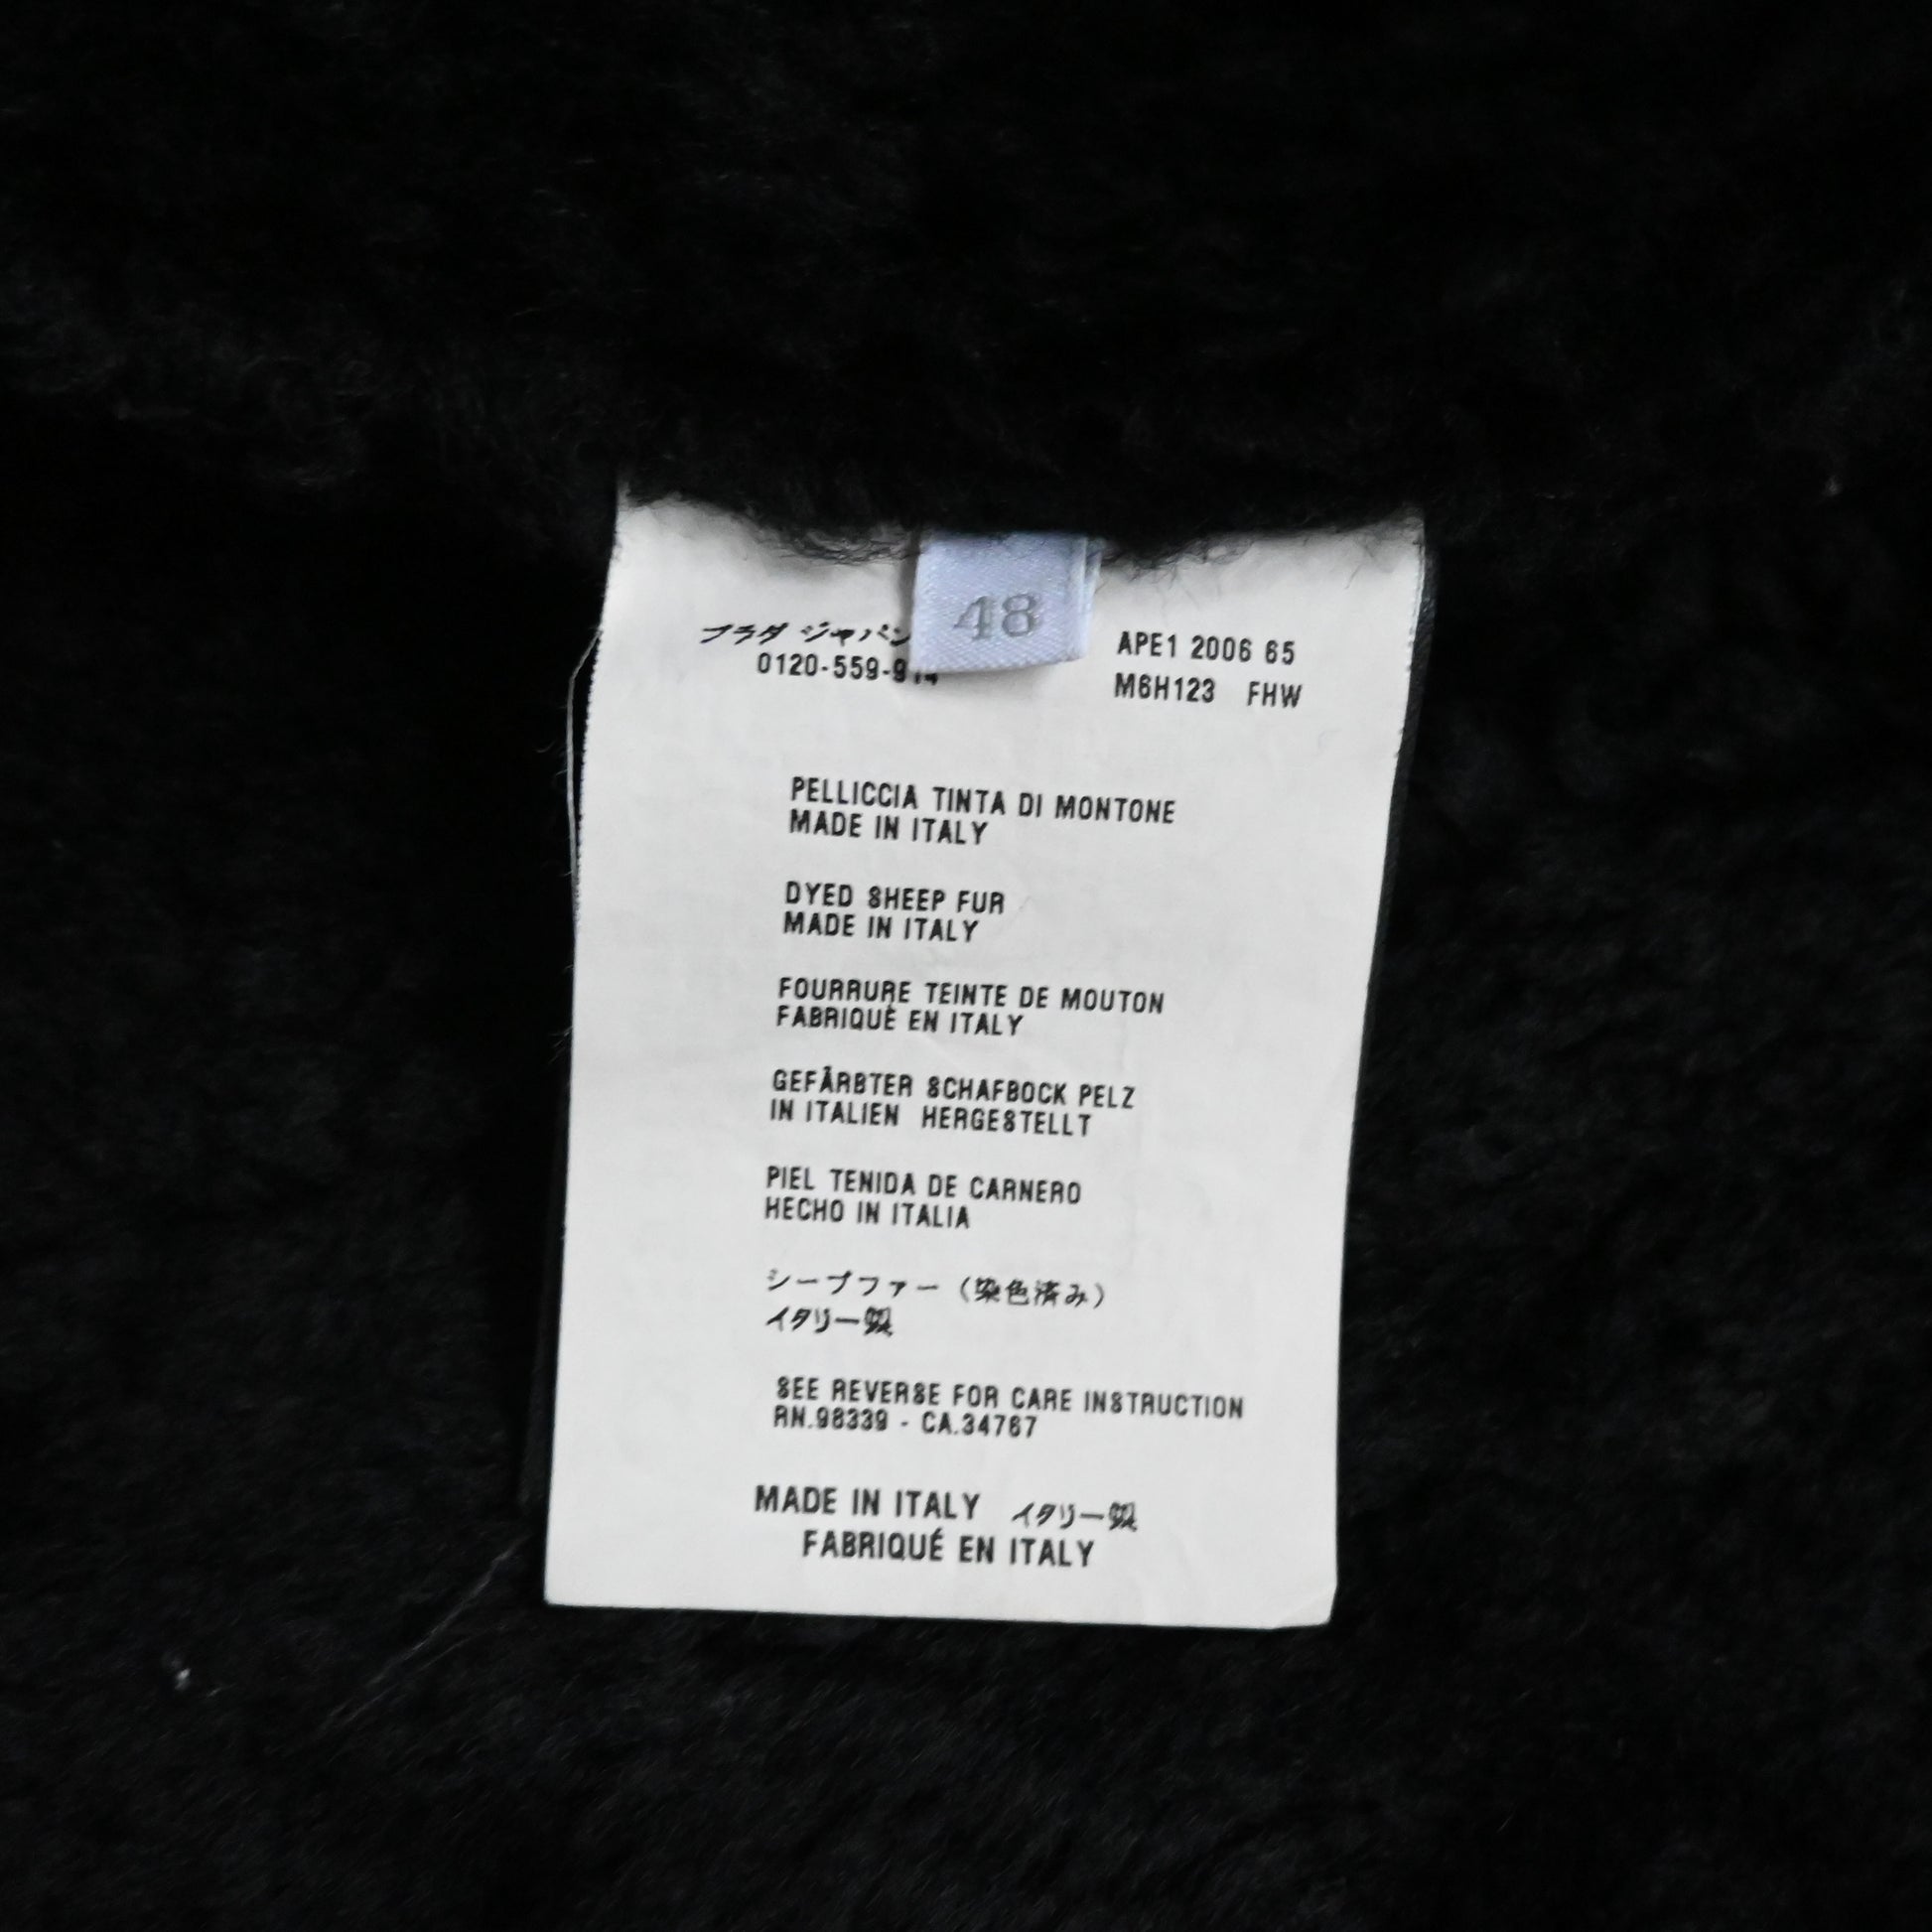 48
プラダ ジャパン
0120-559-914
APE1 2006 65
M6H123 FHW
PELLICCIA TINTA DI MONTONE
MADE IN ITALY
DYED SHEEP FUR
MADE IN ITALY
FOURRURE TEINTE DE MOUTON
FABRIQUÈ EN ITALY
GEFÄRBTER SCHAFBOCK PELZ
IN ITALIEN HERGESTELLT
PIEL TENIDA DE CARNERO
HECHO IN ITALIA
シープファー（染色済み）
イタリー製
SEE REVERSE FOR CARE INSTRUCTION
RN.98339 - CA.34767
MADE IN ITALY イタリー製
FABRIQUÉ EN ITALY